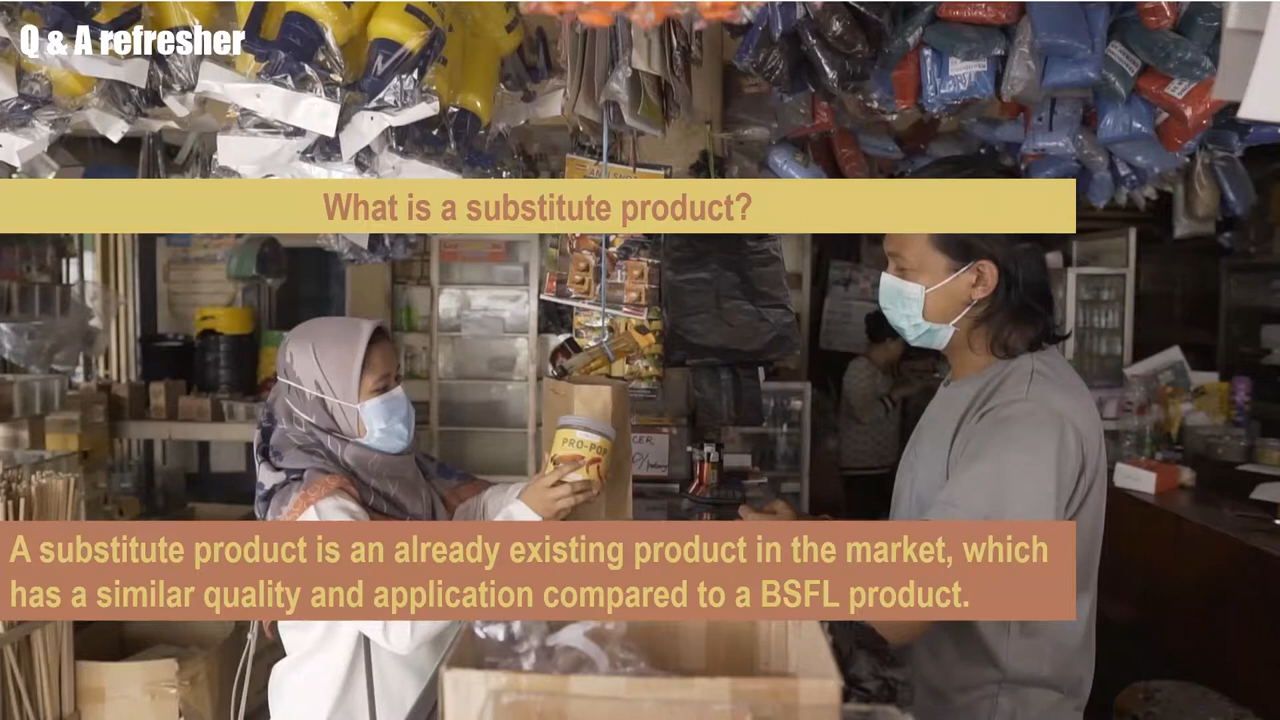 Q & A refresher
What is a substitute product?
PRO-POP
CER
A substitute product is an already existing product in the market, which
has a similar quality and application compared to a BSFL product.